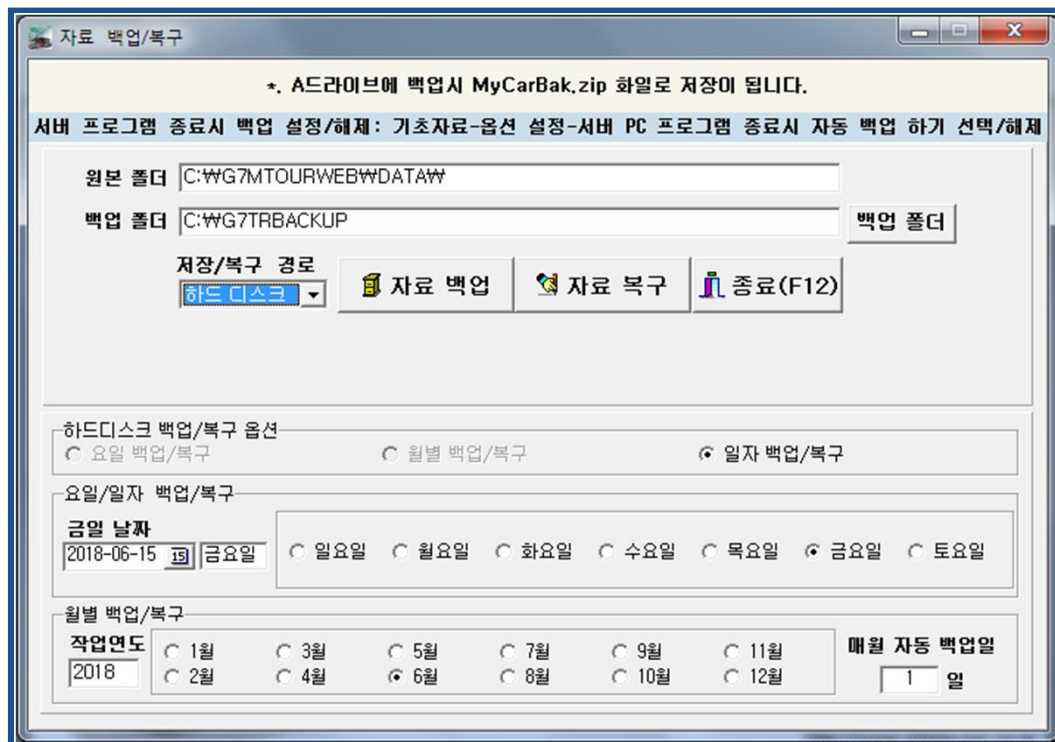 자료 백업/복구
*. A드라이브에 백업시 MyCarBak.zip 화일로 저장이 됩니다.
서버 프로그램 종료시 백업 설정/해제: 기초자료-옵션 설정-서버 PC 프로그램 종료시 자동 백업 하기 선택/해제
원본 폴더 C:₩G7MTOURWEB₩DATA₩
백업 폴더 C:₩G7TRBACKUP 백업 폴더
저장/복구 경로
하드 디스크 자료 백업 자료 복구 종료(F12)
하드디스크 백업/복구 옵션
요일 백업/복구 월별 백업/복구 일자 백업/복구
요일/일자 백업/복구
금일 날짜
2018-06-15 15 금요일 일요일 월요일 화요일 수요일 목요일 금요일 토요일
월별 백업/복구
작업연도 1월 3월 5월 7월 9월 11월 매월 자동 백업일
2018 2월 4월 6월 8월 10월 12월 1 일